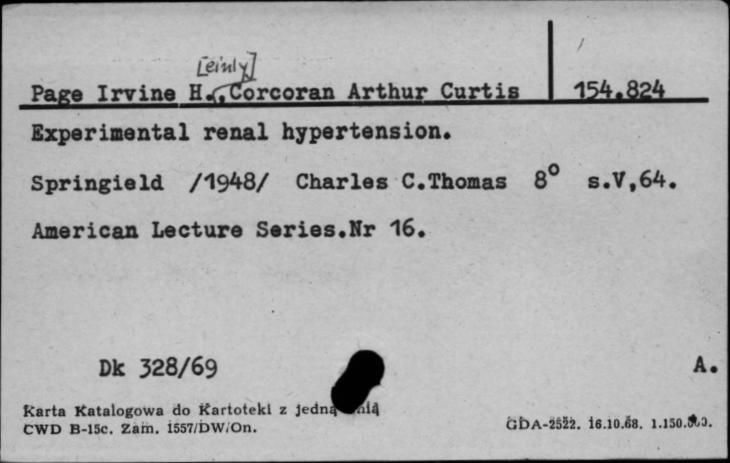 [einly]
Page Irvine H., Corcoran Arthur Curtis 154.824
Experimental renal hypertension.
Springield /1948/ Charles C.Thomas 8° s.V,64.
American Lecture Series.Nr 16.
Dk 328/69 A.
Karta Katalogowa do Kartoteki z jedną
CWD B-15c. Zam. 1557/DW/On. GDA-2522. 16.10.68. 1.150.